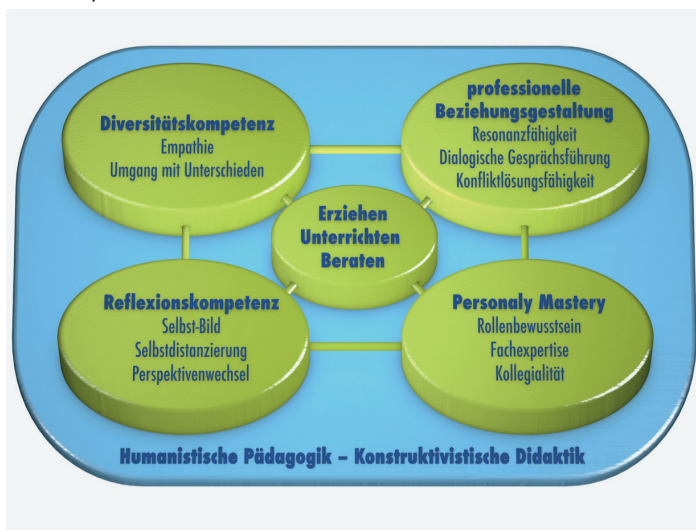 Diversitätskompetenz
Empathie
Umgang mit Unterschieden
professionelle
Beziehungsgestaltung
Resonanzfähigkeit
Dialogische Gesprächsführung
Konfliktlösungsfähigkeit
Erziehen
Unterrichten
Beraten
Reflexionskompetenz
Selbst-Bild
Selbstdistanzierung
Perspektivenwechsel
Personaly Mastery
Rollenbewusstsein
Fachexpertise
Kollegialität
Humanistische Pädagogik – Konstruktivistische Didaktik